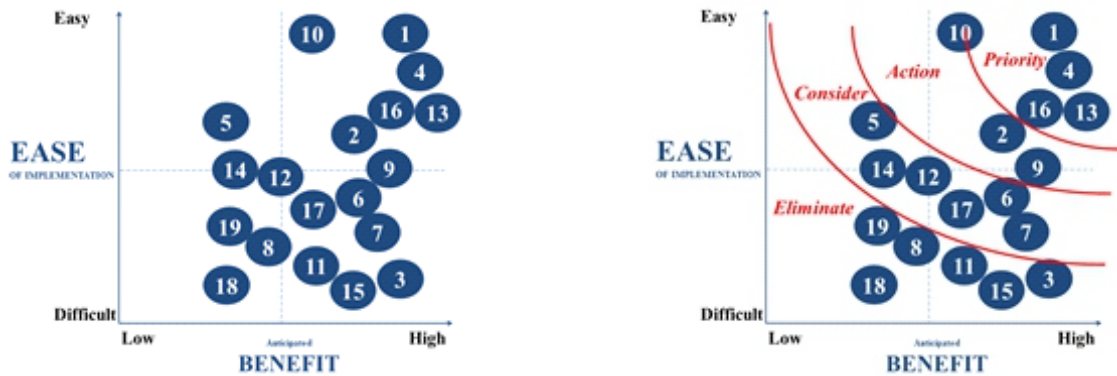 Easy
10
1
4
16
13
5
2
EASE
OF IMPLEMENTATION
14
12
9
6
17
7
19
8
11
3
18
15
Difficult
Low
Anticipated
High
BENEFIT
Easy
10
1
Priority
Action
4
Consider
16
13
5
2
EASE
OF IMPLEMENTATION
14
12
9
6
Eliminate
17
7
19
8
11
3
18
15
Difficult
Low
Anticipated
High
BENEFIT